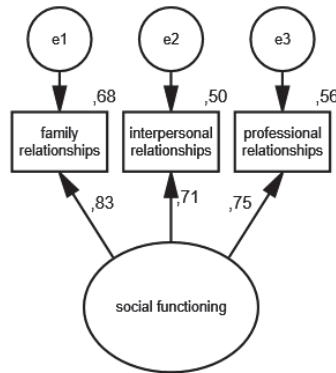 e1
e2
e3
,68
,50
,56
family
relationships
interpersonal
relationships
professional
relationships
,83
,71
,75
social functioning